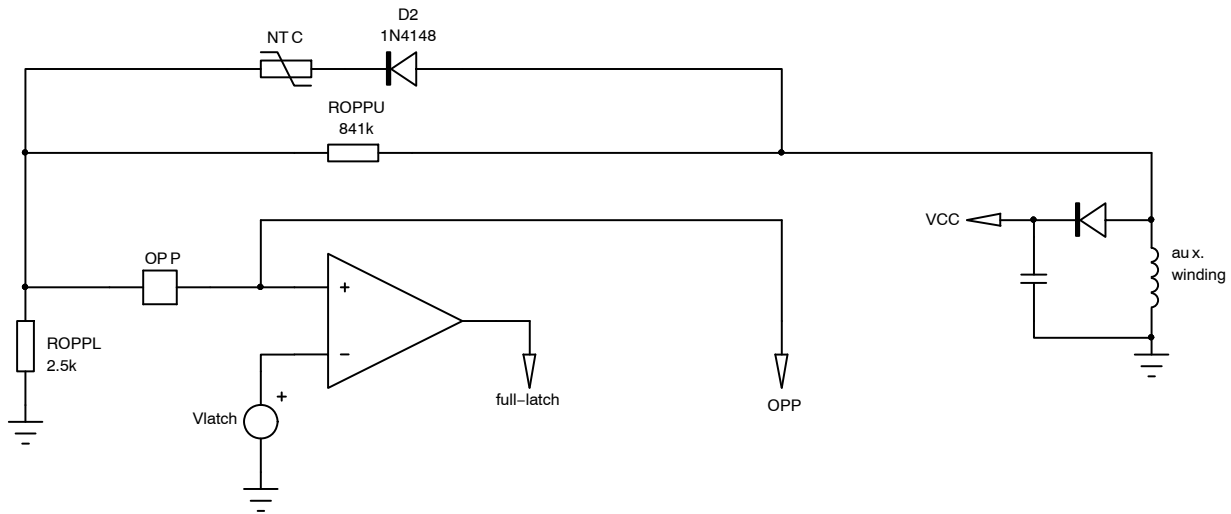 D2
1N4148
NTC
ROPPU
841k
VCC
aux.
winding
OPP
+
−
ROPPL
2.5k
Vlatch
+
full−latch
OPP